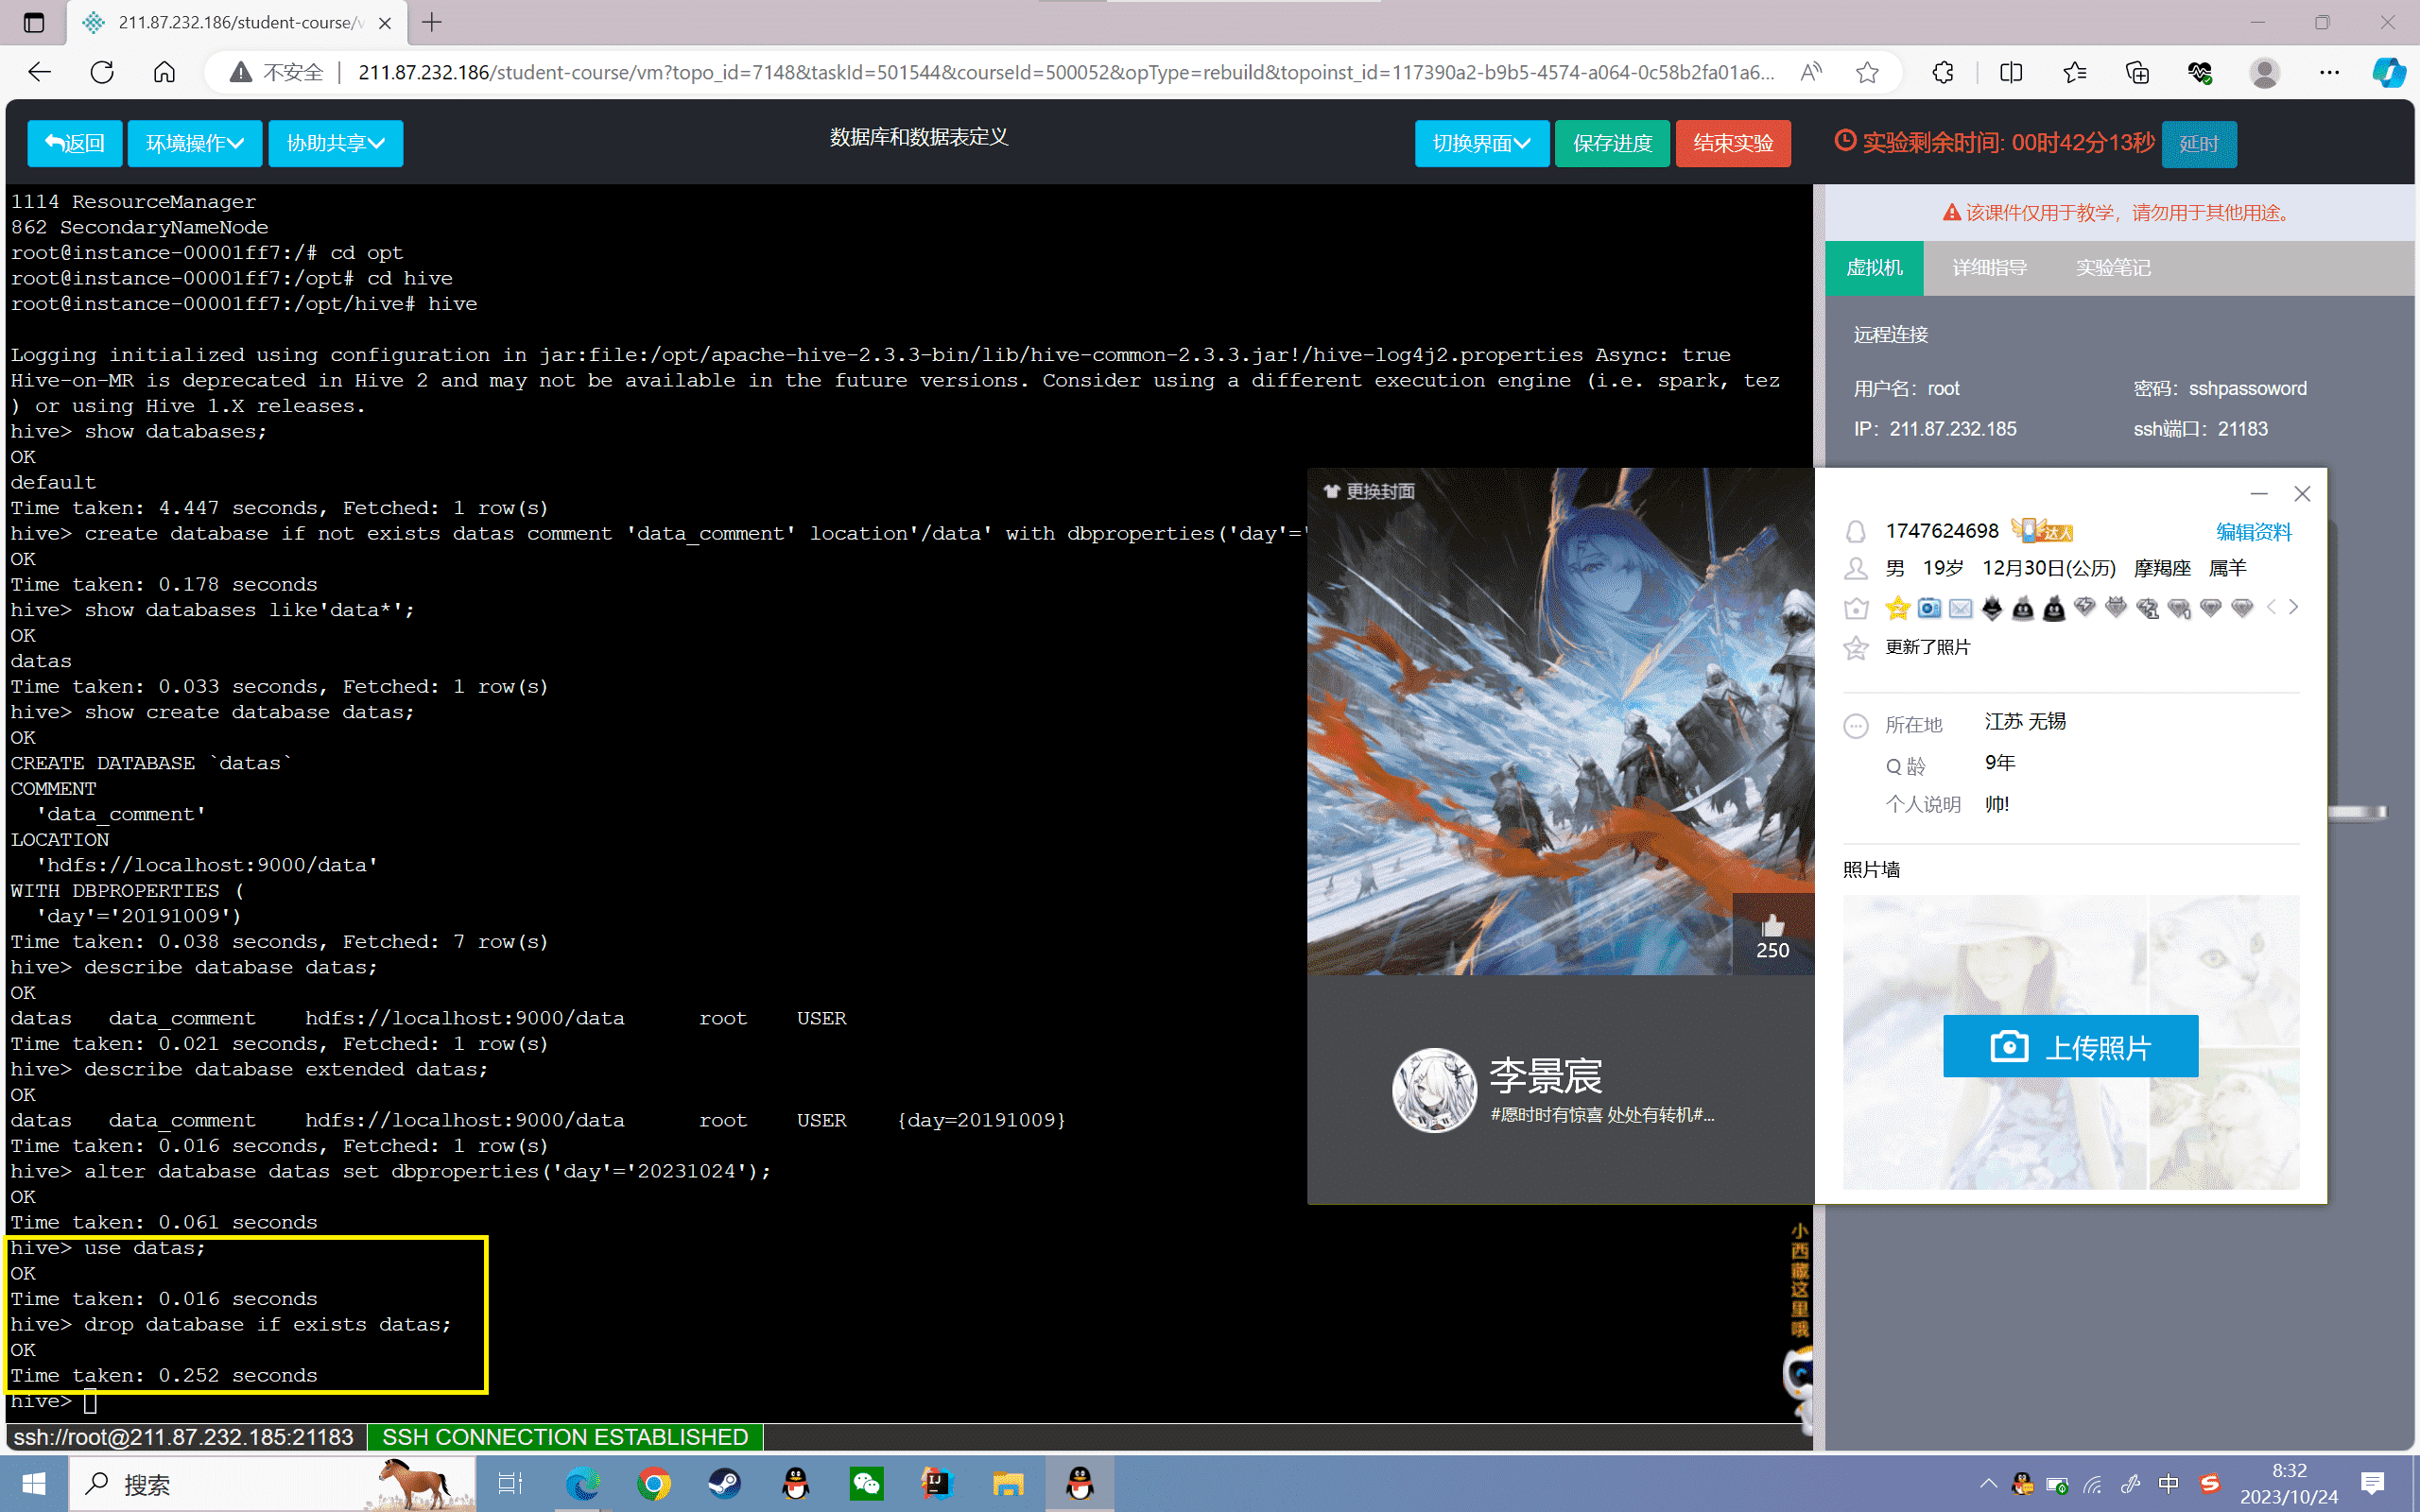 211.87.232.186/student-course/v
不安全
211.87.232.186/student-course/vm?topo_id=7148&taskId=501544&courseId=500052&opType=rebuild&topoinst_id=117390a2-b9b5-4574-a064-0c58b2fa01a6...
返回
环境操作
协助共享
数据库和数据表定义
切换界面
保存进度
结束实验
实验剩余时间: 00时42分13秒
延时
1114 ResourceManager
862 SecondaryNameNode
root@instance-00001ff7:/# cd opt
root@instance-00001ff7:/opt# cd hive
root@instance-00001ff7:/opt/hive# hive
Logging initialized using configuration in jar:file:/opt/apache-hive-2.3.3-bin/lib/hive-common-2.3.3.jar!/hive-log4j2.properties Async: true
Hive-on-MR is deprecated in Hive 2 and may not be available in the future versions. Consider using a different execution engine (i.e. spark, tez
) or using Hive 1.X releases.
hive> show databases;
OK
default
Time taken: 4.447 seconds, Fetched: 1 row(s)
hive> create database if not exists datas comment 'data_comment' location'/data' with dbproperties('day'='
OK
Time taken: 0.178 seconds
hive> show databases like'data*';
OK
datas
Time taken: 0.033 seconds, Fetched: 1 row(s)
hive> show create database datas;
OK
CREATE DATABASE `datas`
COMMENT
'data_comment'
LOCATION
'hdfs://localhost:9000/data'
WITH DBPROPERTIES (
'day'='20191009')
Time taken: 0.038 seconds, Fetched: 7 row(s)
hive> describe database datas;
OK
datas data_comment hdfs://localhost:9000/data root USER
Time taken: 0.021 seconds, Fetched: 1 row(s)
hive> describe database extended datas;
OK
datas data_comment hdfs://localhost:9000/data root USER {day=20191009}
Time taken: 0.016 seconds, Fetched: 1 row(s)
hive> alter database datas set dbproperties('day'='20231024');
OK
Time taken: 0.061 seconds
hive> use datas;
OK
Time taken: 0.016 seconds
hive> drop database if exists datas;
OK
Time taken: 0.252 seconds
hive>
ssh://root@211.87.232.185:21183
SSH CONNECTION ESTABLISHED
该课件仅用于教学，请勿用于其他用途。
虚拟机
详细指导
实验笔记
远程连接
用户名：root
密码：sshpassoword
IP：211.87.232.185
ssh端口：21183
更换封面
250
李景宸
#愿时时有惊喜 处处有转机#...
1747624698
达人
编辑资料
男 19岁 12月30日(公历) 摩羯座 属羊
更新了照片
所在地 江苏 无锡
Q 龄 9年
个人说明 帅!
照片墙
上传照片
小西藏这里哦
搜索
中
8:32
2023/10/24